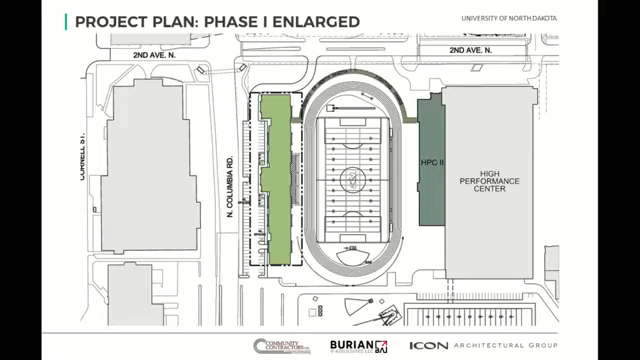 PROJECT PLAN: PHASE I ENLARGED
UNIVERSITY OF NORTH DAKOTA
2ND AVE. N.
2ND AVE. N.
CORNELL ST.
N. COLUMBIA RD.
HPC II
HIGH
PERFORMANCE
CENTER
COMMUNITY
CONTRACTORS
BURIAN
& ASSOCIATES, LLC
ICON ARCHITECTURAL GROUP